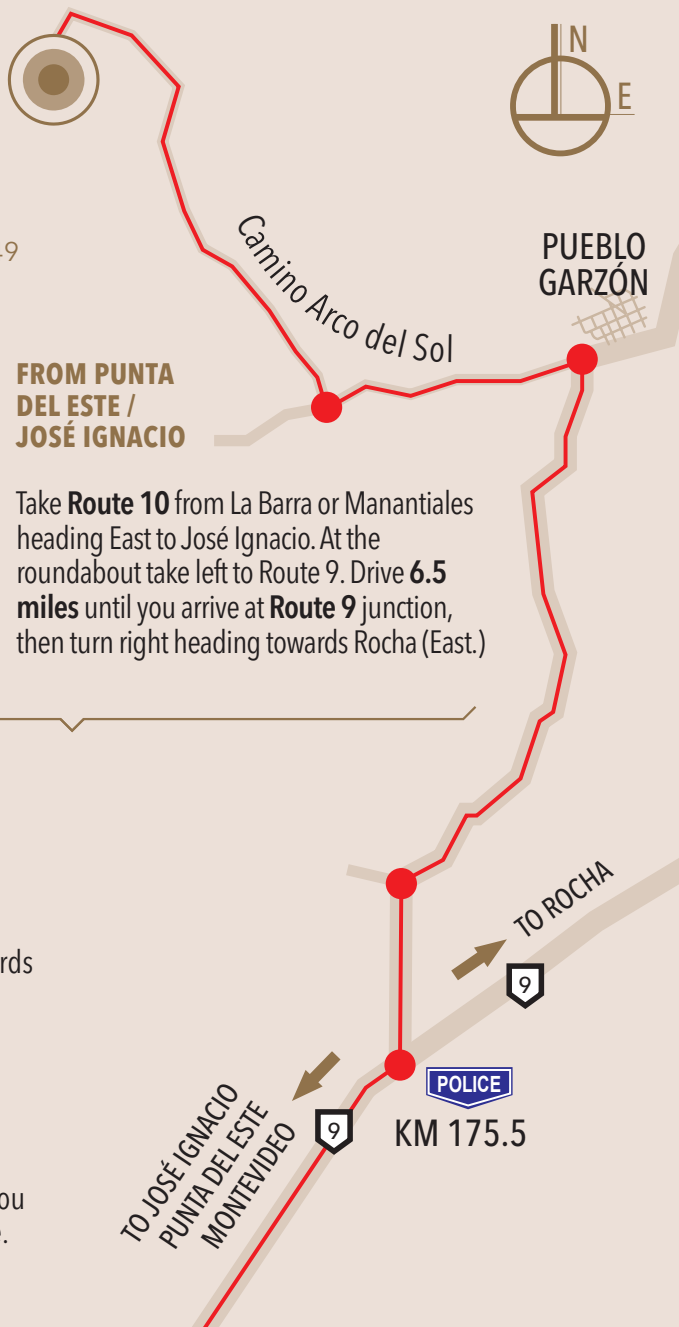 N
E
-9
PUEBLO
GARZÓN
Camino Arco del Sol
FROM PUNTA
DEL ESTE /
JOSÉ IGNACIO
Take Route 10 from La Barra or Manantiales
heading East to José Ignacio. At the
roundabout take left to Route 9. Drive 6.5
miles until you arrive at Route 9 junction,
then turn right heading towards Rocha (East.)
TO ROCHA
9
POLICE
KM 175.5
9
TO JOSÉ IGNACIO
PUNTA DEL ESTE
MONTEVIDEO